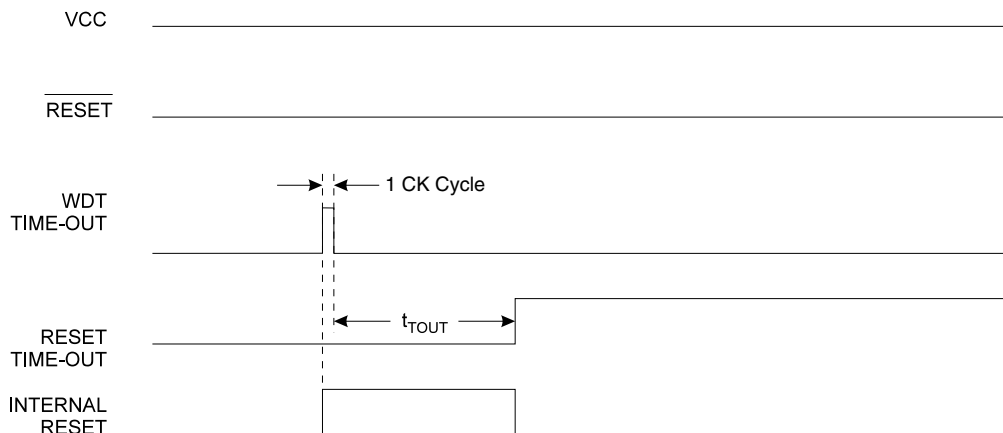 VCC
RESET
1 CK Cycle
WDT
TIME-OUT
tTOUT
RESET
TIME-OUT
INTERNAL
RESET